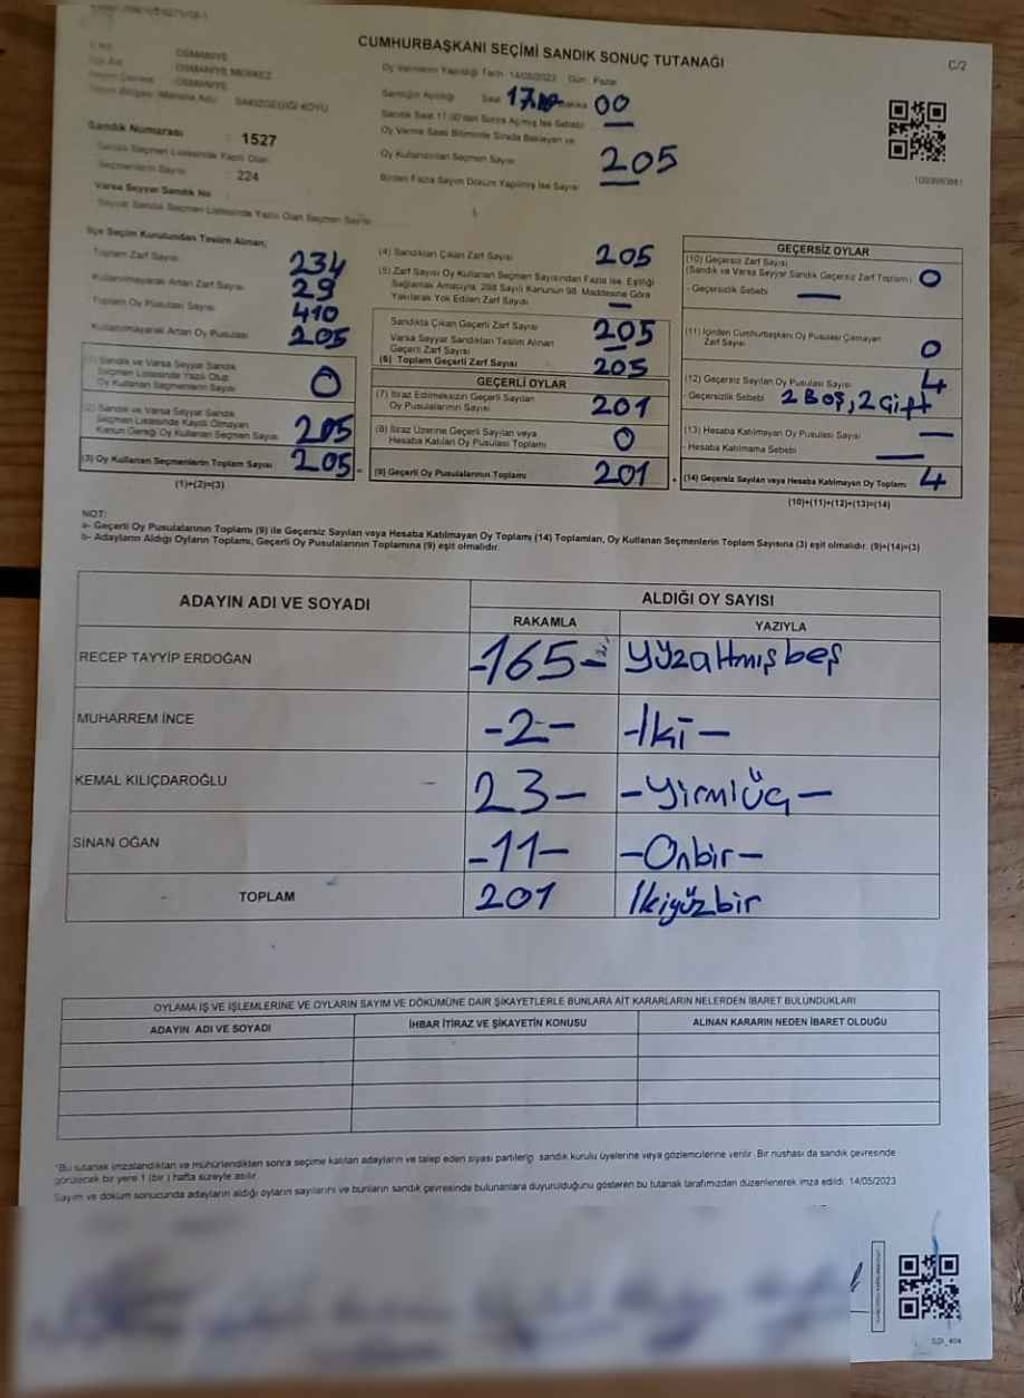 CUMHURBAŞKANI SEÇİMİ SANDIK SONUÇ TUTANAĞI
C/2
OSMANİYE
OSMANİYE MERKEZ
OSMANİYE
SAKIZGEDİĞİ KÖYÜ
Oy Vermenin Yapıldığı Tarih 14/05/2023 Gün Pazar
Sandığın Açıldığı Saat 17.00 Dakika 00
Sandık Saat 17:00'dan Sonra Açılmış İse Sebebi
Oy Verme Saati Bitiminde Sırada Bekleyen ve
Oy Kullandırılan Seçmen Sayısı 205
Birden Fazla Sayım Döküm Yapılmış İse Sayısı
Sandık Numarası : 1527
Sandık Seçmen Listesinde Yazılı Olan
Seçmenlerin Sayısı 224
Varsa Seyyar Sandık No
Seyyar Sandık Seçmen Listesinde Yazılı Olan Seçmen Sayısı
İlçe Seçim Kurulundan Teslim Alınan;
Toplam Zarf Sayısı 234
Kullanılmayarak Artan Zarf Sayısı 29
Toplam Oy Pusulası Sayısı 410
Kullanılmayarak Artan Oy Pusulası 205
(1) Sandık ve Varsa Seyyar Sandık
Seçmen Listesinde Yazılı Olup
Oy Kullanan Seçmenlerin Sayısı 0
(2) Sandık ve Varsa Seyyar Sandık
Seçmen Listesinde Kayıtlı Olmayan
Kanun Gereği Oy Kullanan Seçmen Sayısı 205
(3) Oy Kullanan Seçmenlerin Toplam Sayısı 205
(1)+(2)=(3)
(4) Sandıktan Çıkan Zarf Sayısı 205
(5) Zarf Sayısı Oy Kullanan Seçmen Sayısından Fazla İse, Eşitliği
Sağlamak Amacıyla, 298 Sayılı Kanunun 98. Maddesine Göre
Yakılarak Yok Edilen Zarf Sayısı —
Sandıkta Çıkan Geçerli Zarf Sayısı 205
Varsa Seyyar Sandıktan Teslim Alınan
Geçerli Zarf Sayısı
(6) Toplam Geçerli Zarf Sayısı 205
GEÇERLİ OYLAR
(7) İtiraz Edilmeksizin Geçerli Sayılan
Oy Pusulalarının Sayısı 201
(8) İtiraz Üzerine Geçerli Sayılan veya
Hesaba Katılan Oy Pusulası Toplamı 0
(9) Geçerli Oy Pusulalarının Toplamı 201
GEÇERSİZ OYLAR
(10) Geçersiz Zarf Sayısı
(Sandık ve Varsa Seyyar Sandık Geçersiz Zarf Toplamı) 0
- Geçersizlik Sebebi —
(11) İçinden Cumhurbaşkanı Oy Pusulası Çıkmayan
Zarf Sayısı 0
(12) Geçersiz Sayılan Oy Pusulası Sayısı 4
- Geçersizlik Sebebi 2 Boş, 2 Çift
(13) Hesaba Katılmayan Oy Pusulası Sayısı —
- Hesaba Katılmama Sebebi —
(14) Geçersiz Sayılan veya Hesaba Katılmayan Oy Toplamı 4
(10)+(11)+(12)+(13)=(14)
NOT:
a- Geçerli Oy Pusulalarının Toplamı (9) ile Geçersiz Sayılan veya Hesaba Katılmayan Oy Toplamı (14) Toplamları, Oy Kullanan Seçmenlerin Toplam Sayısına (3) eşit olmalıdır. (9)+(14)=(3)
b- Adayların Aldığı Oyların Toplamı, Geçerli Oy Pusulalarının Toplamına (9) eşit olmalıdır.
ADAYIN ADI VE SOYADI
ALDIĞI OY SAYISI
RAKAMLA YAZIYLA
RECEP TAYYİP ERDOĞAN -165- yüzaltmışbeş
MUHARREM İNCE -2- -İki-
KEMAL KILIÇDAROĞLU 23- -yirmiüç-
SİNAN OĞAN -11- -Onbir-
TOPLAM 201 İkiyüzbir
OYLAMA İŞ VE İŞLEMLERİNE VE OYLARIN SAYIM VE DÖKÜMÜNE DAİR ŞİKAYETLERLE BUNLARA AİT KARARLARIN NELERDEN İBARET BULUNDUKLARI
ADAYIN ADI VE SOYADI İHBAR İTİRAZ VE ŞİKAYETİN KONUSU ALINAN KARARIN NEDEN İBARET OLDUĞU
*Bu tutanak imzalandıktan ve mühürlendikten sonra seçime katılan adayların ve talep eden siyasi partilerin sandık kurulu üyelerine veya gözlemcilerine verilir. Bir nushası da sandık çevresinde
görülecek bir yere 1 (bir) hafta süreyle asılır.
Sayım ve döküm sonucunda adayların aldığı oyların sayılarını ve bunların sandık çevresinde bulunanlara duyurulduğunu gösteren bu tutanak tarafımızdan düzenlenerek imza edildi. 14/05/2023